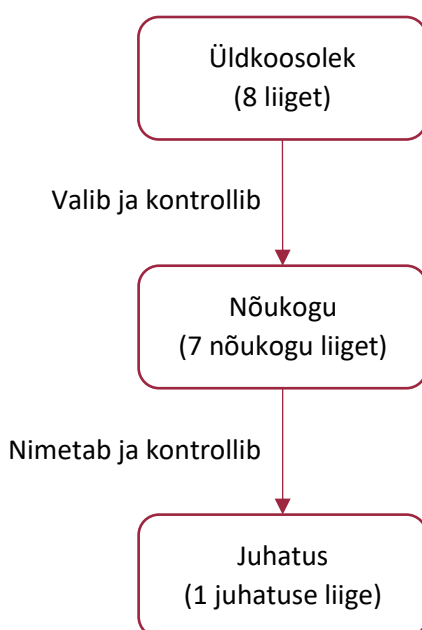 Üldkoosolek
(8 liiget)
Valib ja kontrollib
Nõukogu
(7 nõukogu liiget)
Nimetab ja kontrollib
Juhatus
(1 juhatuse liige)